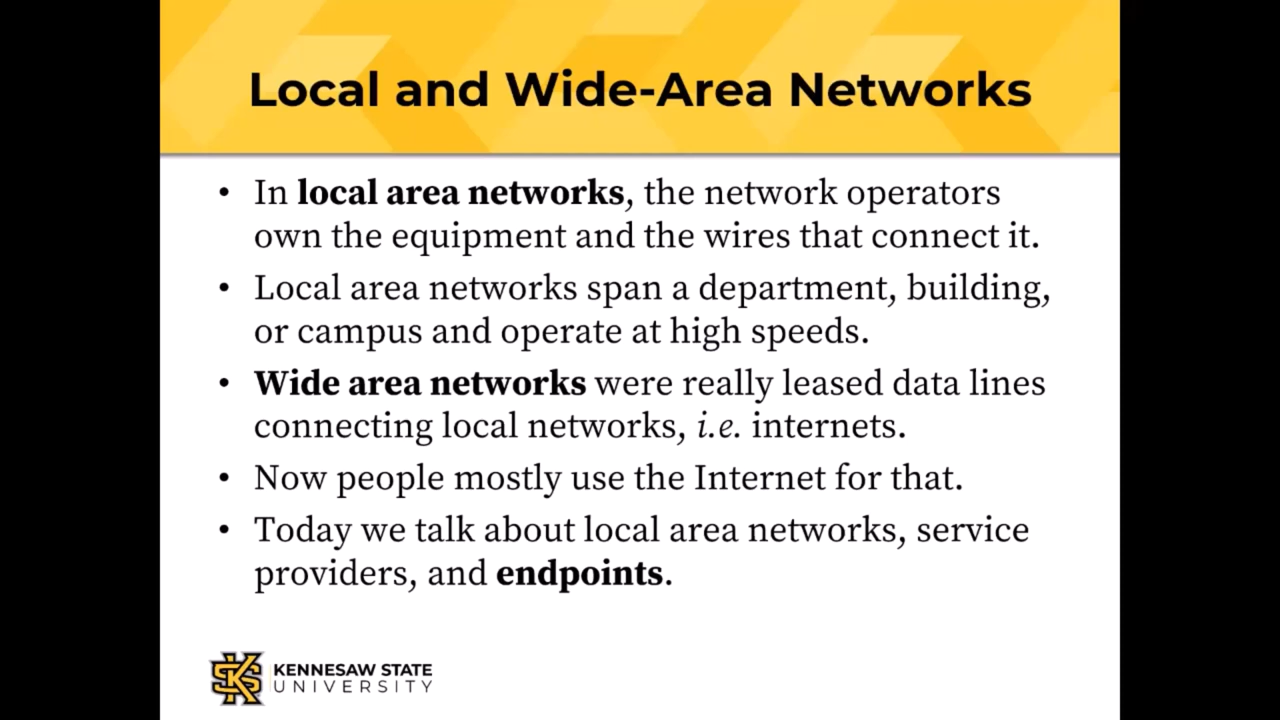 Local and Wide-Area Networks
• In local area networks, the network operators
own the equipment and the wires that connect it.
• Local area networks span a department, building,
or campus and operate at high speeds.
• Wide area networks were really leased data lines
connecting local networks, i.e. internets.
• Now people mostly use the Internet for that.
• Today we talk about local area networks, service
providers, and endpoints.
KENNESAW STATE
UNIVERSITY